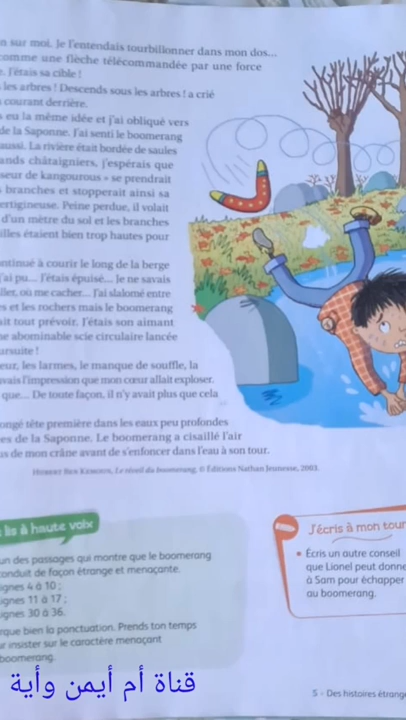 n sur moi. Je l'entendais tourbillonner dans mon dos...
comme une flèche télécommandée par une force
e. J'étais sa cible !
les arbres ! Descends sous les arbres ! a crié
courant derrière.
eu la même idée et j'ai obliqué vers
de la Saponne. J'ai senti le boomerang
aussi. La rivière était bordée de saules
ands châtaigniers, j'espérais que
seur de kangourous » se prendrait
branches et stopperait ainsi sa
ertigineuse. Peine perdue, il volait
d'un mètre du sol et les branches
illes étaient bien trop hautes pour
ontinué à courir le long de la berge
j'ai pu... J'étais épuisé... Je ne savais
ller, où me cacher... J'ai slalomé entre
es et les rochers mais le boomerang
ait tout prévoir. J'étais son aimant
ne abominable scie circulaire lancée
ursuite !
eur, les larmes, le manque de souffle, la
vais l'impression que mon cœur allait exploser.
que... De toute façon, il n'y avait plus que cela
ongé tête première dans les eaux peu profondes
es de la Saponne. Le boomerang a cisaillé l'air
us de mon crâne avant de s'enfoncer dans l'eau à son tour.
Hubert Ben Kemoun, Le réveil du boomerang, © Éditions Nathan Jeunesse, 2003.
lis à haute voix
un des passages qui montre que le boomerang
conduit de façon étrange et menaçante.
ignes 4 à 10 ;
ignes 11 à 17 ;
ignes 30 à 36.
rque bien la ponctuation. Prends ton temps
ur insister sur le caractère menaçant
boomerang.
J'écris à mon tour
• Écris un autre conseil
que Lionel peut donne
à Sam pour échapper
au boomerang.
قناة أم أيمن وأية
5 - Des histoires étrang